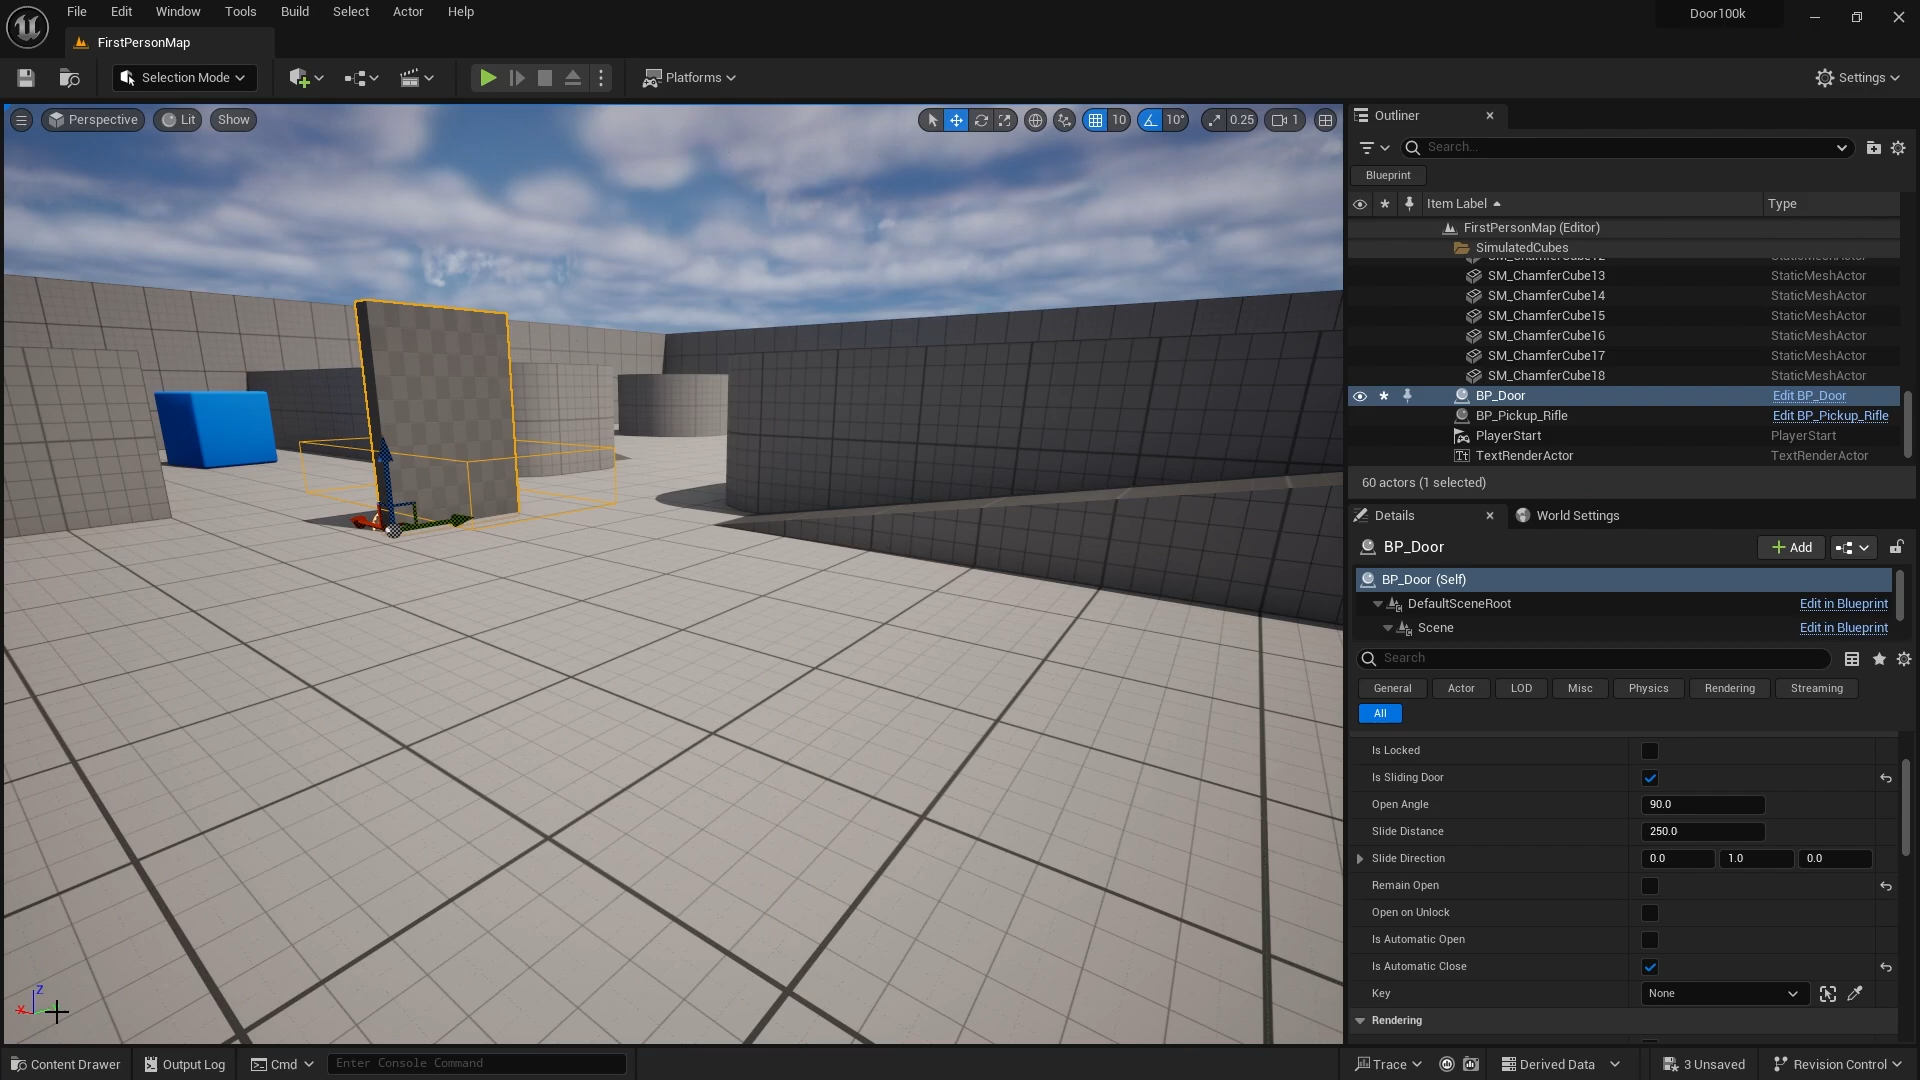 File Edit Window Tools Build Select Actor Help
Door100k
FirstPersonMap
Selection Mode
Platforms
Settings
Perspective Lit Show
10 10° 0.25 1
Outliner
Search...
Blueprint
Item Label Type
FirstPersonMap (Editor)
SimulatedCubes
SM_ChamferCube12 StaticMeshActor
SM_ChamferCube13 StaticMeshActor
SM_ChamferCube14 StaticMeshActor
SM_ChamferCube15 StaticMeshActor
SM_ChamferCube16 StaticMeshActor
SM_ChamferCube17 StaticMeshActor
SM_ChamferCube18 StaticMeshActor
BP_Door Edit BP_Door
BP_Pickup_Rifle Edit BP_Pickup_Rifle
PlayerStart PlayerStart
Tt TextRenderActor TextRenderActor
60 actors (1 selected)
Details World Settings
BP_Door
Add
BP_Door (Self)
DefaultSceneRoot Edit in Blueprint
Scene Edit in Blueprint
Search
General Actor LOD Misc Physics Rendering Streaming
All
Is Locked
Is Sliding Door
Open Angle 90.0
Slide Distance 250.0
Slide Direction 0.0 1.0 0.0
Remain Open
Open on Unlock
Is Automatic Open
Is Automatic Close
Key None
Rendering
Z
X
Content Drawer Output Log Cmd Enter Console Command
Trace Derived Data 3 Unsaved Revision Control